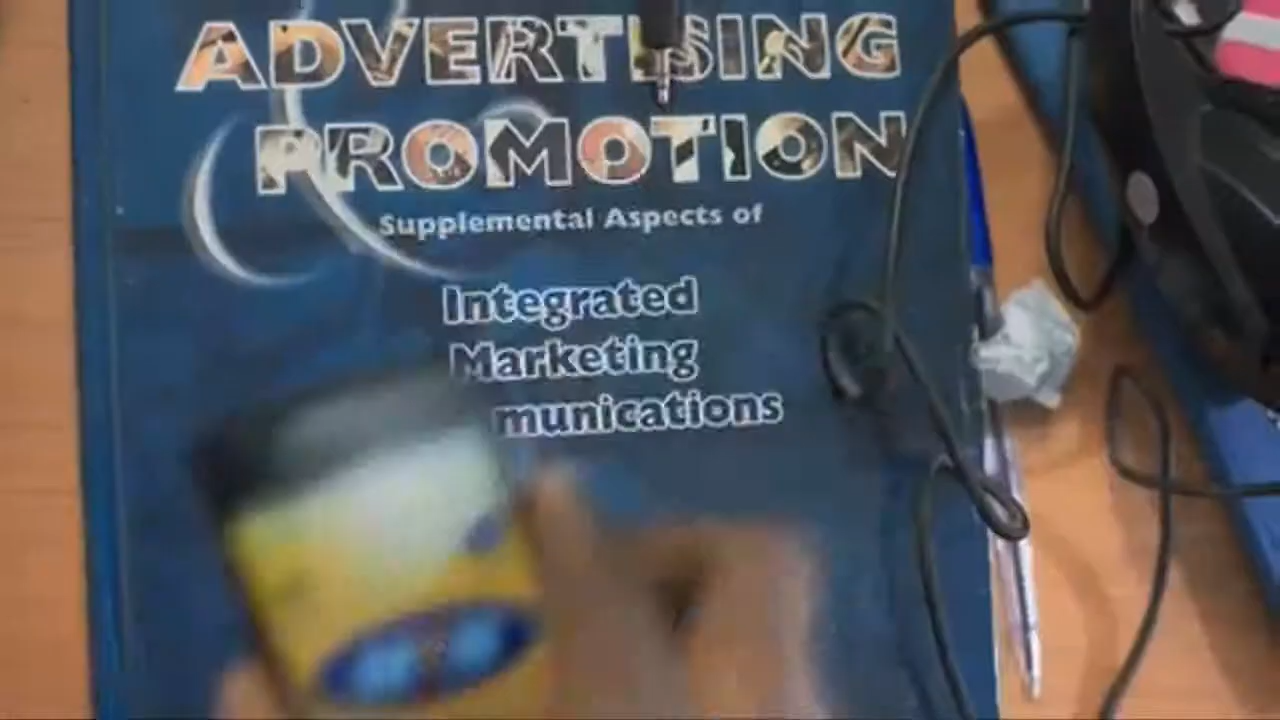 ADVERTISING
PROMOTION
Supplemental Aspects of
Integrated
Marketing
munications